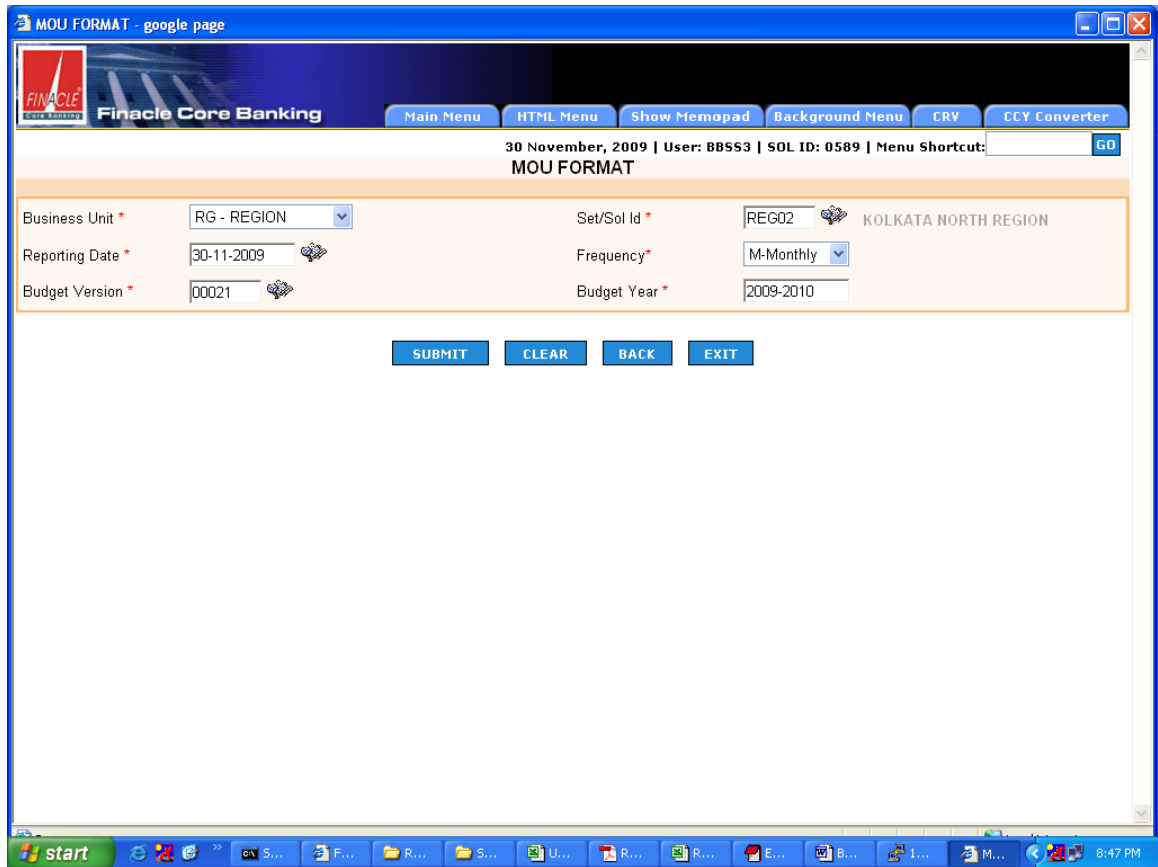 MOU FORMAT - google page
FINACLE
Core Banking
Finacle Core Banking
Main Menu HTML Menu Show Memopad Background Menu CRV CCY Converter
30 November, 2009 | User: BBSS3 | SOL ID: 0589 | Menu Shortcut: GO
MOU FORMAT
Business Unit * RG - REGION Set/Sol Id * REG02 KOLKATA NORTH REGION
Reporting Date * 30-11-2009 Frequency* M-Monthly
Budget Version * 00021 Budget Year * 2009-2010
SUBMIT CLEAR BACK EXIT
start » S... F... R... S... U... R... R... E... B... 1... M... 8:47 PM